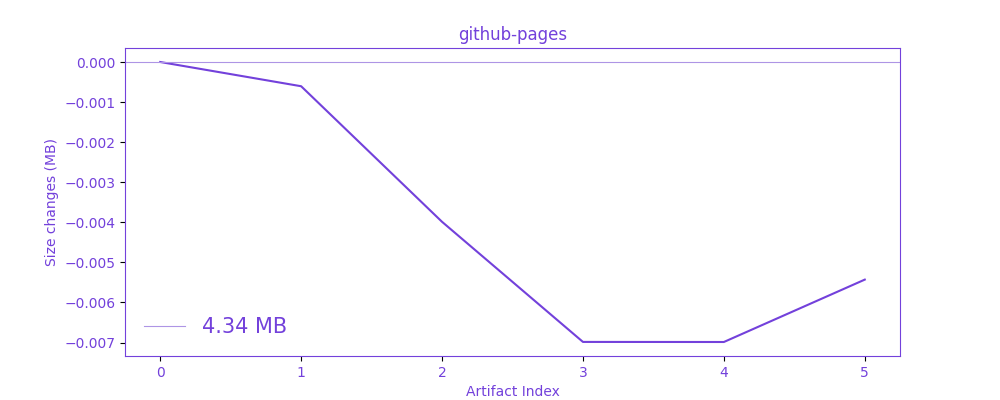 github-pages
Size changes (MB)
0.000
−0.001
−0.002
−0.003
−0.004
−0.005
−0.006
−0.007
4.34 MB
0 1 2 3 4 5
Artifact Index